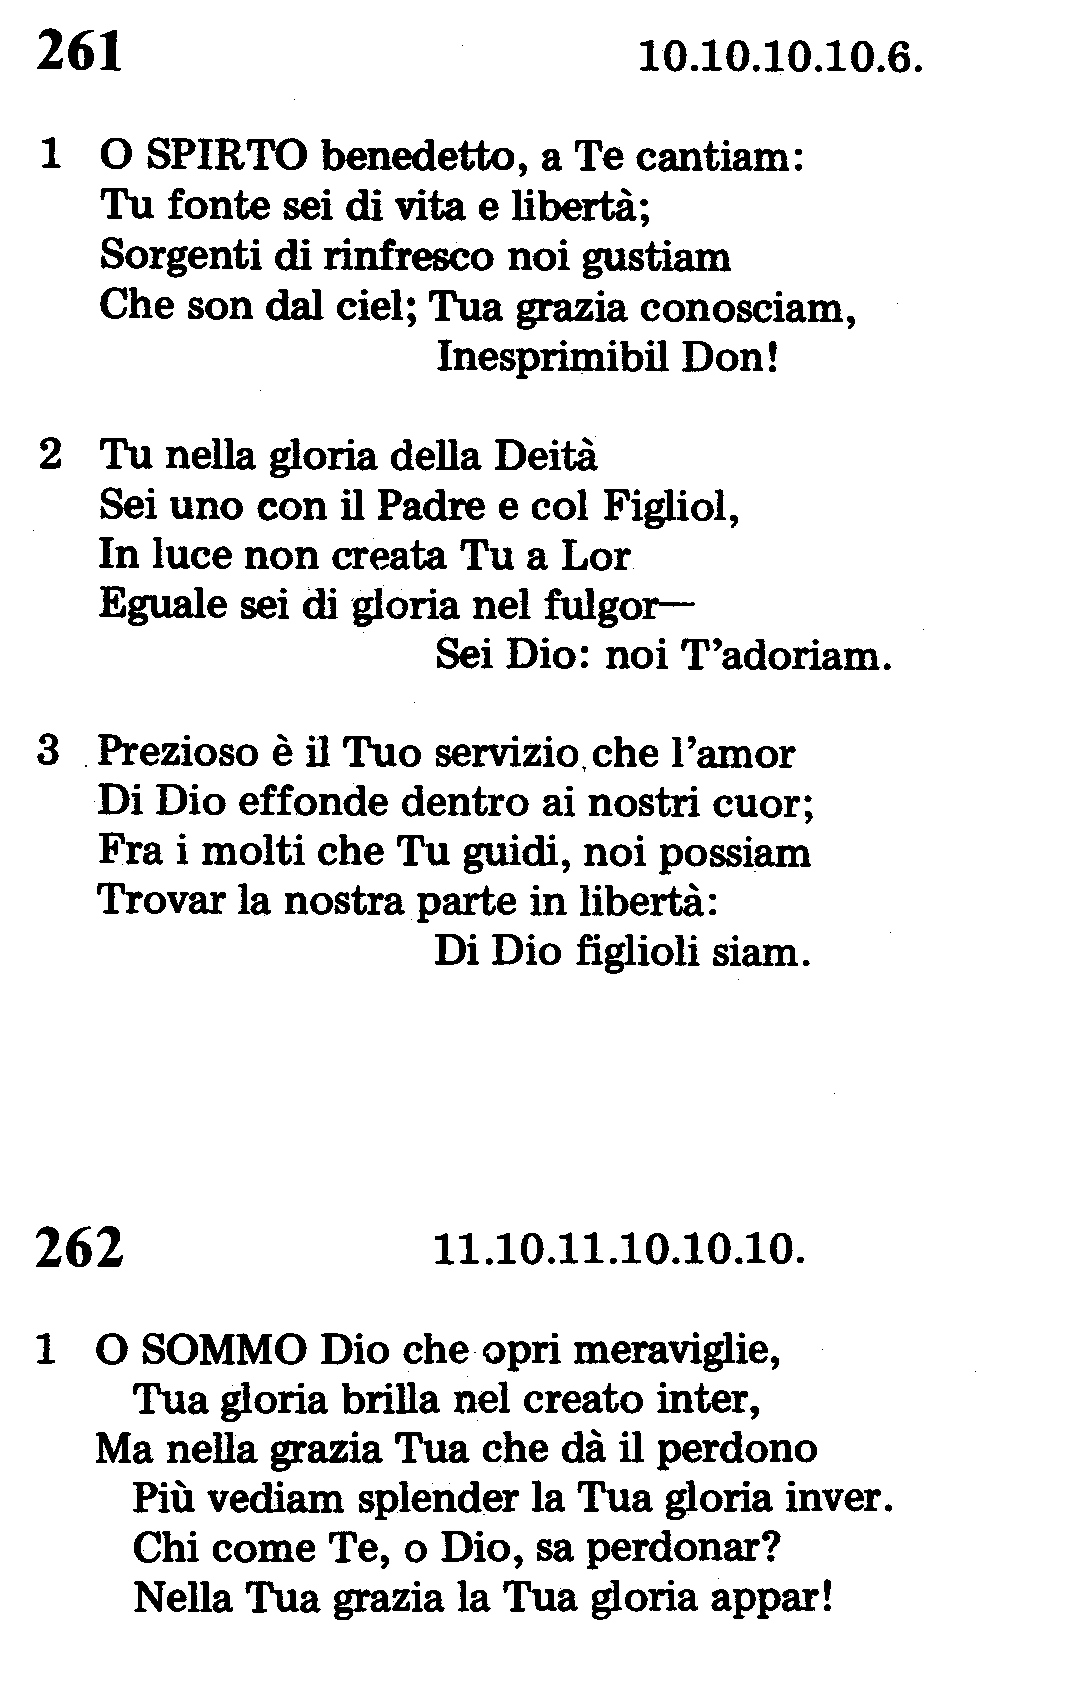 261 10.10.10.10.6.
1 O SPIRTO benedetto, a Te cantiam:
Tu fonte sei di vita e libertà;
Sorgenti di rinfresco noi gustiam
Che son dal ciel; Tua grazia conosciam,
Inesprimibil Don!
2 Tu nella gloria della Deità
Sei uno con il Padre e col Figliol,
In luce non creata Tu a Lor
Eguale sei di gloria nel fulgor—
Sei Dio: noi T'adoriam.
3 Prezioso è il Tuo servizio, che l'amor
Di Dio effonde dentro ai nostri cuor;
Fra i molti che Tu guidi, noi possiam
Trovar la nostra parte in libertà:
Di Dio figlioli siam.
262 11.10.11.10.10.10.
1 O SOMMO Dio che opri meraviglie,
Tua gloria brilla nel creato inter,
Ma nella grazia Tua che dà il perdono
Più vediam splender la Tua gloria inver.
Chi come Te, o Dio, sa perdonar?
Nella Tua grazia la Tua gloria appar!